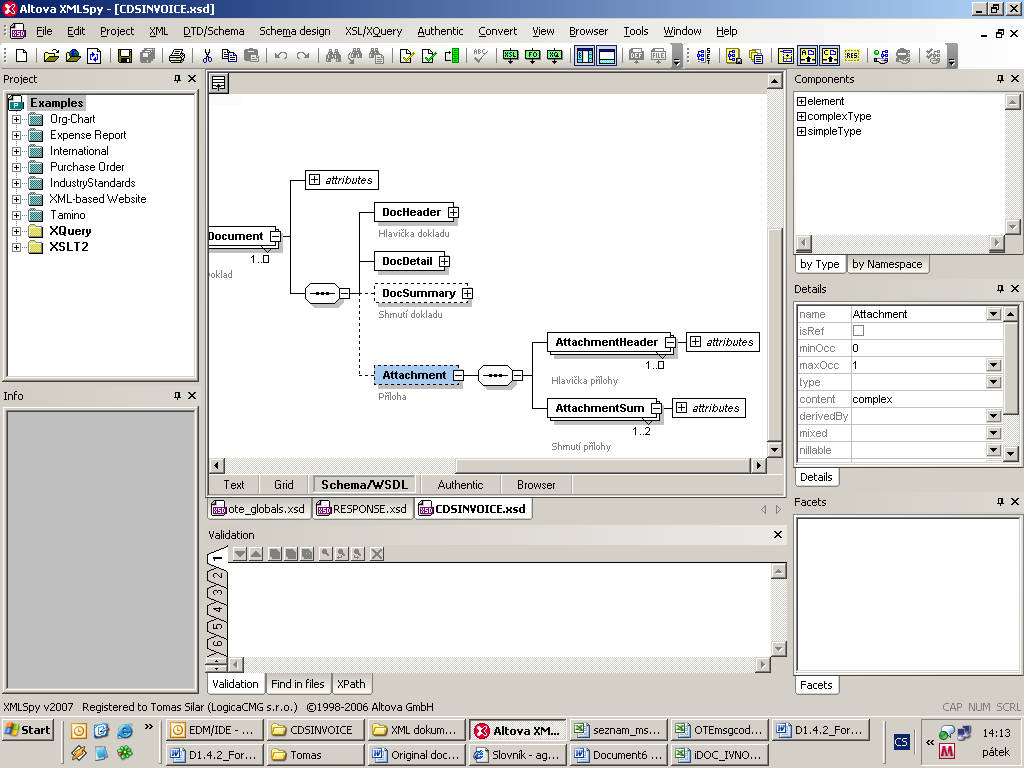 Altova XMLSpy - [CDSINVOICE.xsd]
File Edit Project XML DTD/Schema Schema design XSL/XQuery Authentic Convert View Browser Tools Window Help
Project
Examples
Org-Chart
Expense Report
International
Purchase Order
IndustryStandards
XML-based Website
Tamino
XQuery
XSLT2
Info
attributes
Document
1..
oklad
DocHeader
Hlavička dokladu
DocDetail
DocSummary
Shrnutí dokladu
Attachment
Příloha
AttachmentHeader
attributes
1..
Hlavička přílohy
AttachmentSum
attributes
1..2
Shrnutí přílohy
Text Grid Schema/WSDL Authentic Browser
ote_globals.xsd RESPONSE.xsd CDSINVOICE.xsd
Validation
1
2
3
4
5
6
Validation Find in files XPath
Components
element
complexType
simpleType
by Type by Namespace
Details
name Attachment
isRef
minOcc 0
maxOcc 1
type
content complex
derivedBy
mixed
nillable
Details
Facets
Facets
XMLSpy v2007 Registered to Tomas Silar (LogicaCMG s.r.o.) ©1998-2006 Altova GmbH
CAP NUM SCRL
Start
EDM/IDE - ... CDSINVOICE XML dokum... Altova XM... seznam_ms... OTEmsgcod... D1.4.2_For...
D1.4.2_For... Tomas Original doc... Slovník - ag... Document6 ... iDOC_IVNO...
CS
14:13
pátek